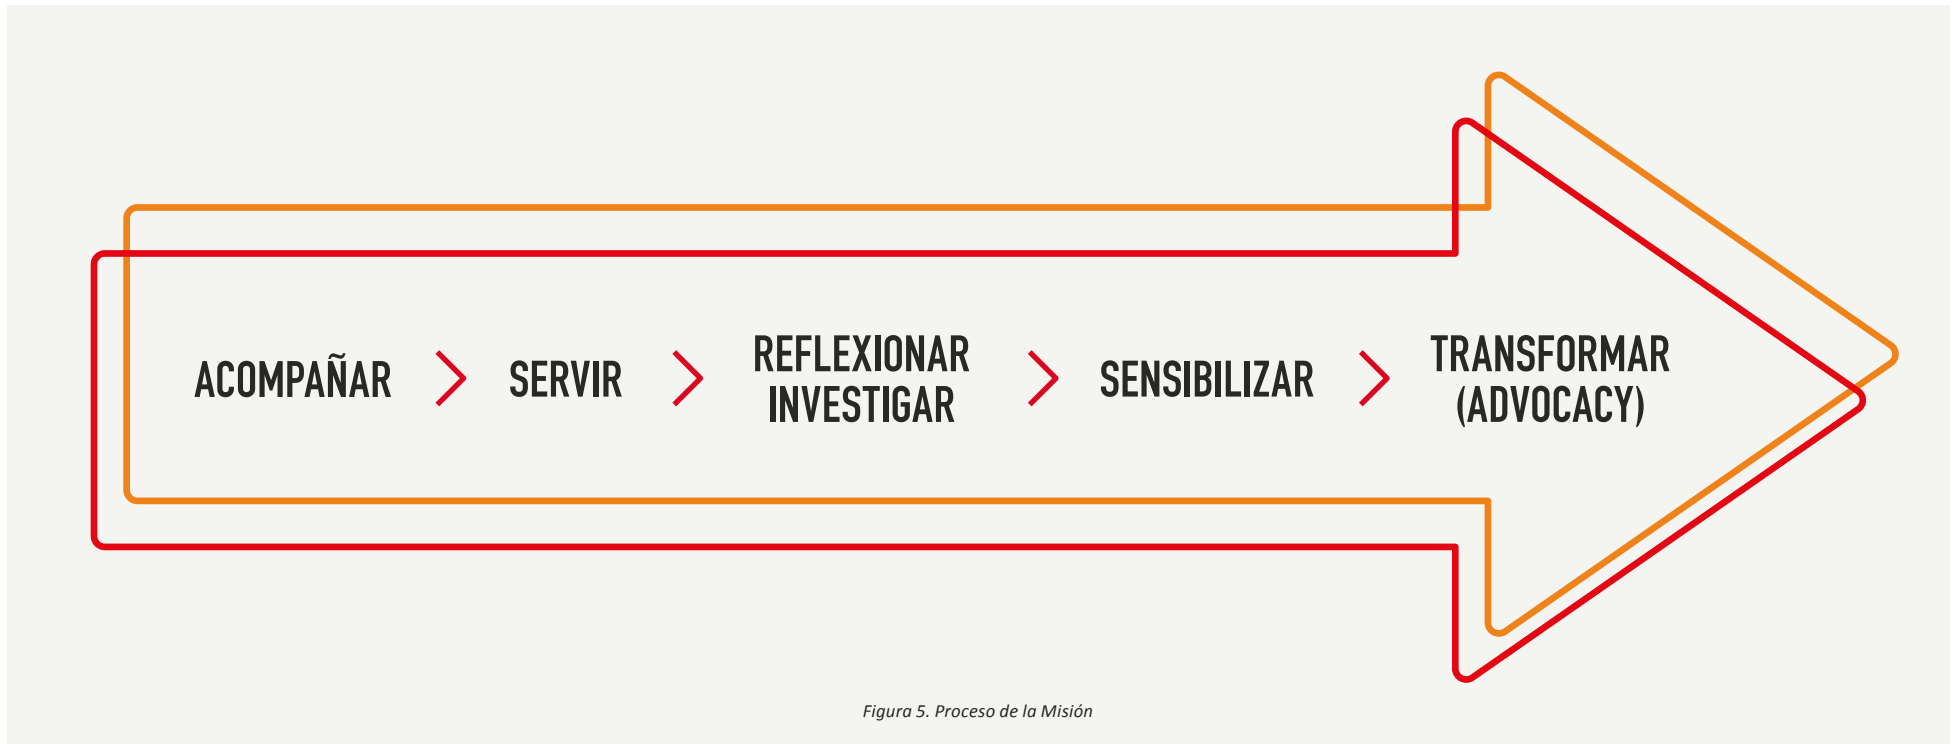 ACOMPAÑAR
SERVIR
REFLEXIONAR
INVESTIGAR
SENSIBILIZAR
TRANSFORMAR
(ADVOCACY)
Figura 5. Proceso de la Misión